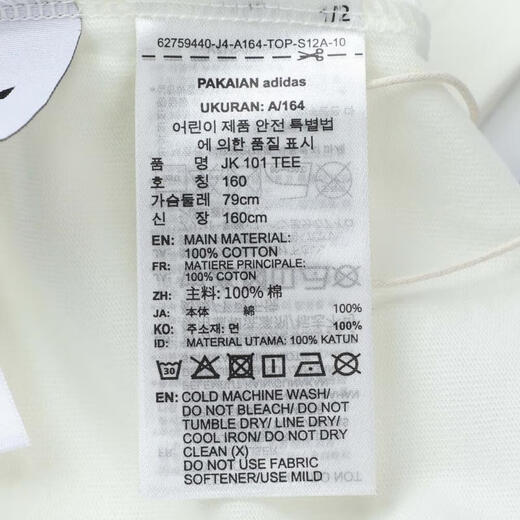 1/2
62759440-J4-A164-TOP-S12A-10
PAKAIAN adidas
UKURAN: A/164
어린이 제품 안전 특별법
에 의한 품질 표시
품 명 JK 101 TEE
호 칭 160
가슴둘레 79cm
신 장 160cm
EN: MAIN MATERIAL:
100% COTTON
FR: MATIERE PRINCIPALE:
100% COTON
ZH: 主料: 100% 棉
JA: 本体 綿 100%
KO: 주소재: 면 100%
ID: MATERIAL UTAMA: 100% KATUN
30
EN: COLD MACHINE WASH/
DO NOT BLEACH/ DO NOT
TUMBLE DRY/ LINE DRY/
COOL IRON/ DO NOT DRY
CLEAN (X)
DO NOT USE FABRIC
SOFTENER/USE MILD